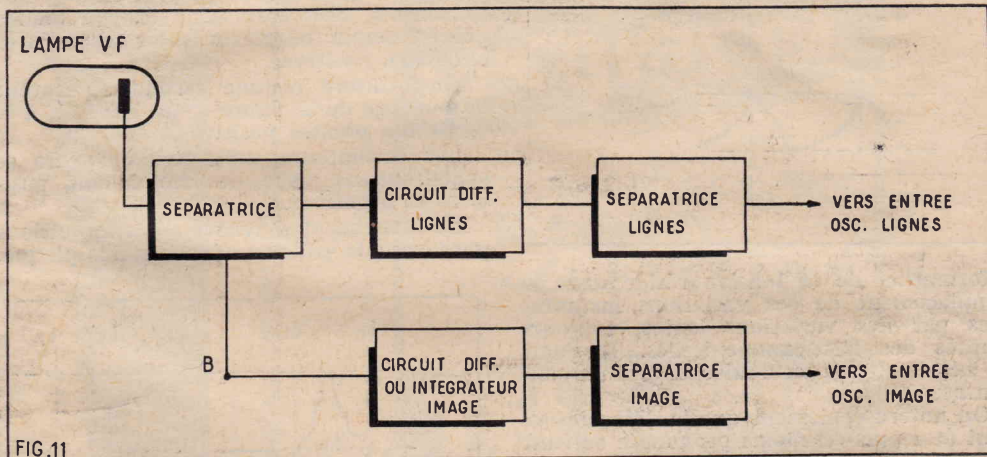 LAMPE VF
SEPARATRICE
CIRCUIT DIFF.
LIGNES
SEPARATRICE
LIGNES
VERS ENTREE
OSC. LIGNES
B
CIRCUIT DIFF.
OU INTEGRATEUR
IMAGE
SEPARATRICE
IMAGE
VERS ENTREE
OSC. IMAGE
FIG.11